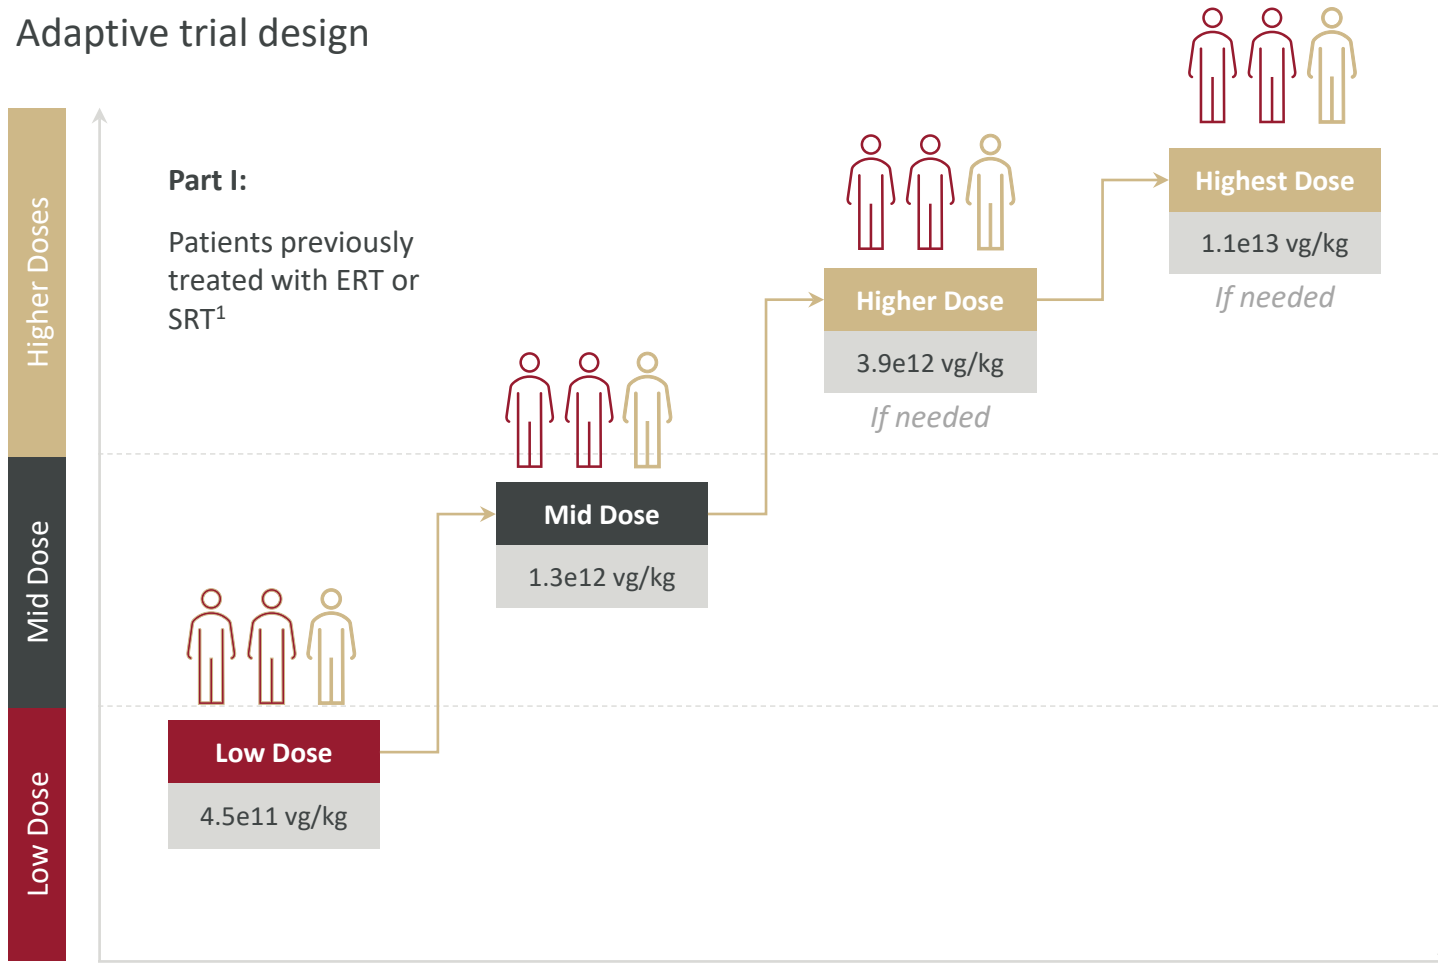 Adaptive trial design
Higher Doses
Mid Dose
Low Dose
Part I:
Patients previously
treated with ERT or
SRT¹
Highest Dose
1.1e13 vg/kg
If needed
Higher Dose
3.9e12 vg/kg
If needed
Mid Dose
1.3e12 vg/kg
Low Dose
4.5e11 vg/kg